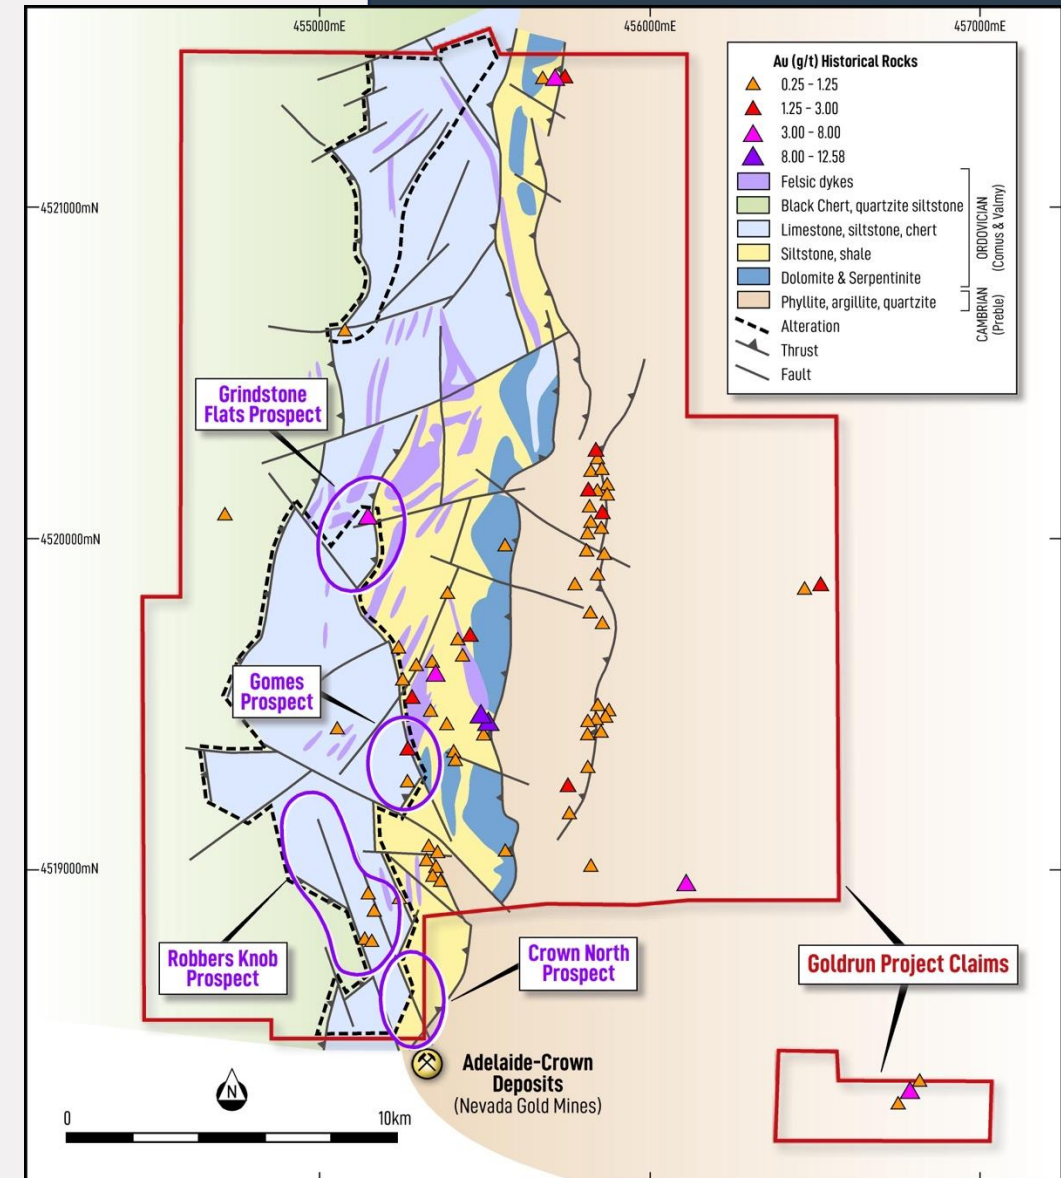 455000mE
456000mE
457000mE
Au (g/t) Historical Rocks
0.25 - 1.25
1.25 - 3.00
3.00 - 8.00
8.00 - 12.58
Felsic dykes
Black Chert, quartzite siltstone
Limestone, siltstone, chert
Siltstone, shale
Dolomite & Serpentinite
Phyllite, argillite, quartzite
Alteration
Thrust
Fault
ORDOVICIAN
(Comus & Valmy)
CAMBRIAN
(Preble)
4521000mN
Grindstone
Flats Prospect
4520000mN
Gomes
Prospect
4519000mN
Robbers Knob
Prospect
Crown North
Prospect
Goldrun Project Claims
Adelaide-Crown
Deposits
(Nevada Gold Mines)
N
0
10km